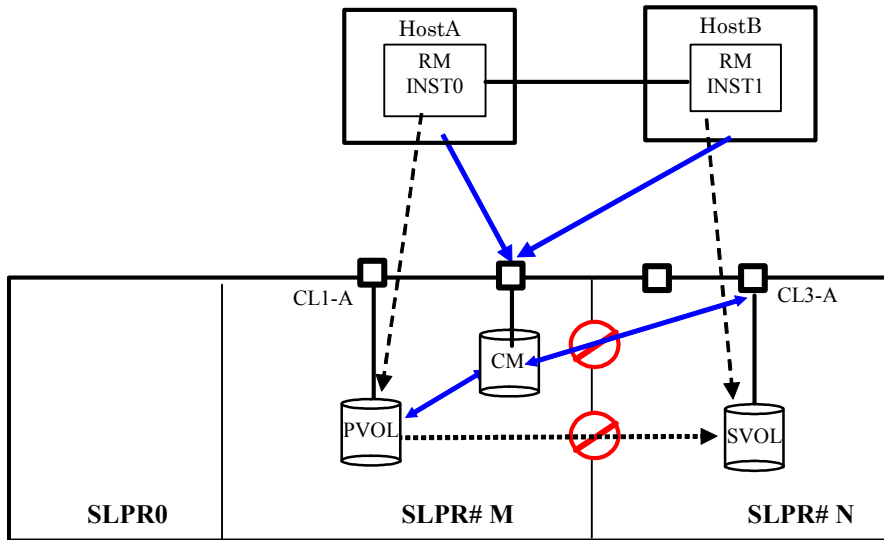 HostA
RM
INST0
HostB
RM
INST1
CL1-A
CL3-A
CM
PVOL
SVOL
SLPR0
SLPR# M
SLPR# N